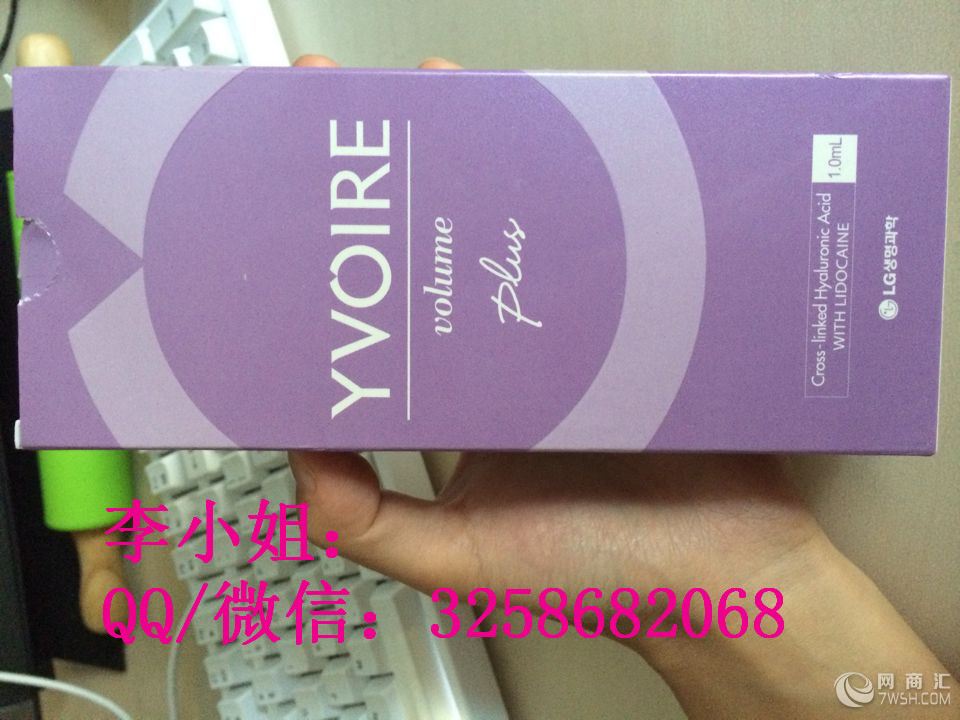 YVOIRE
volume
plus
Cross-linked Hyaluronic Acid
WITH LIDOCAINE
1.0mL
LG생명과학
李小姐：
QQ/微信：3258682068
网商汇
7WSH.COM